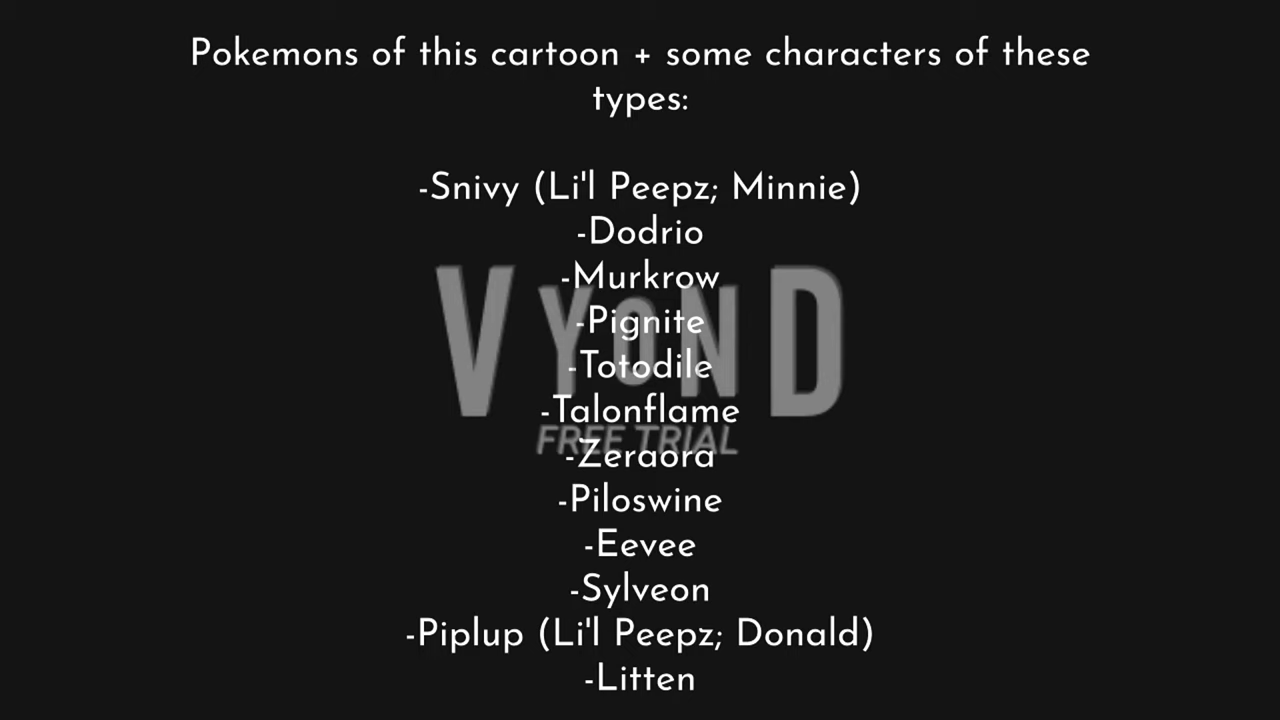 Pokemons of this cartoon + some characters of these
types:
-Snivy (Li'l Peepz; Minnie)
-Dodrio
-Murkrow
-Pignite
-Totodile
-Talonflame
-Zeraora
-Piloswine
-Eevee
-Sylveon
-Piplup (Li'l Peepz; Donald)
-Litten
VYOND
FREE TRIAL